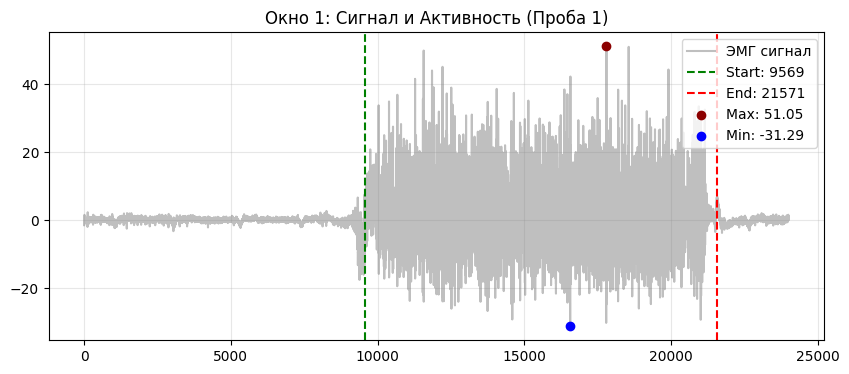 Окно 1: Сигнал и Активность (Проба 1)
ЭМГ сигнал
Start: 9569
End: 21571
Max: 51.05
Min: -31.29
40
20
0
−20
0
5000
10000
15000
20000
25000